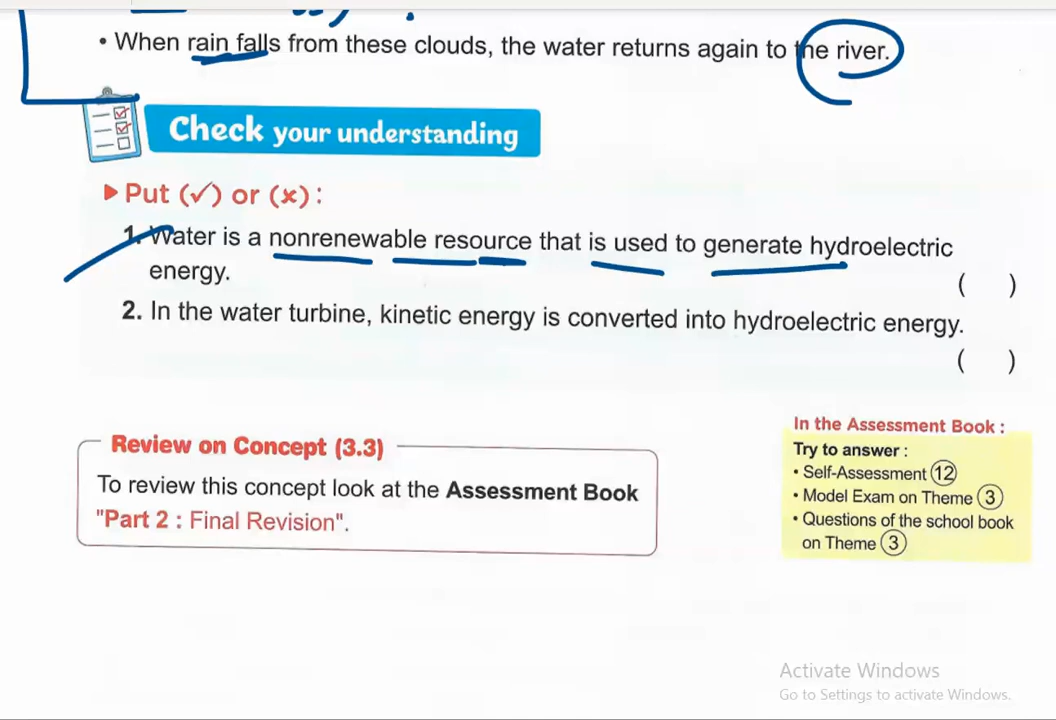 • When rain falls from these clouds, the water returns again to the river.
Check your understanding
Put (✓) or (×) :
1. Water is a nonrenewable resource that is used to generate hydroelectric
energy. ( )
2. In the water turbine, kinetic energy is converted into hydroelectric energy.
( )
Review on Concept (3.3)
To review this concept look at the Assessment Book
"Part 2 : Final Revision".
In the Assessment Book :
Try to answer :
• Self-Assessment 12
• Model Exam on Theme 3
• Questions of the school book
on Theme 3
Activate Windows
Go to Settings to activate Windows.